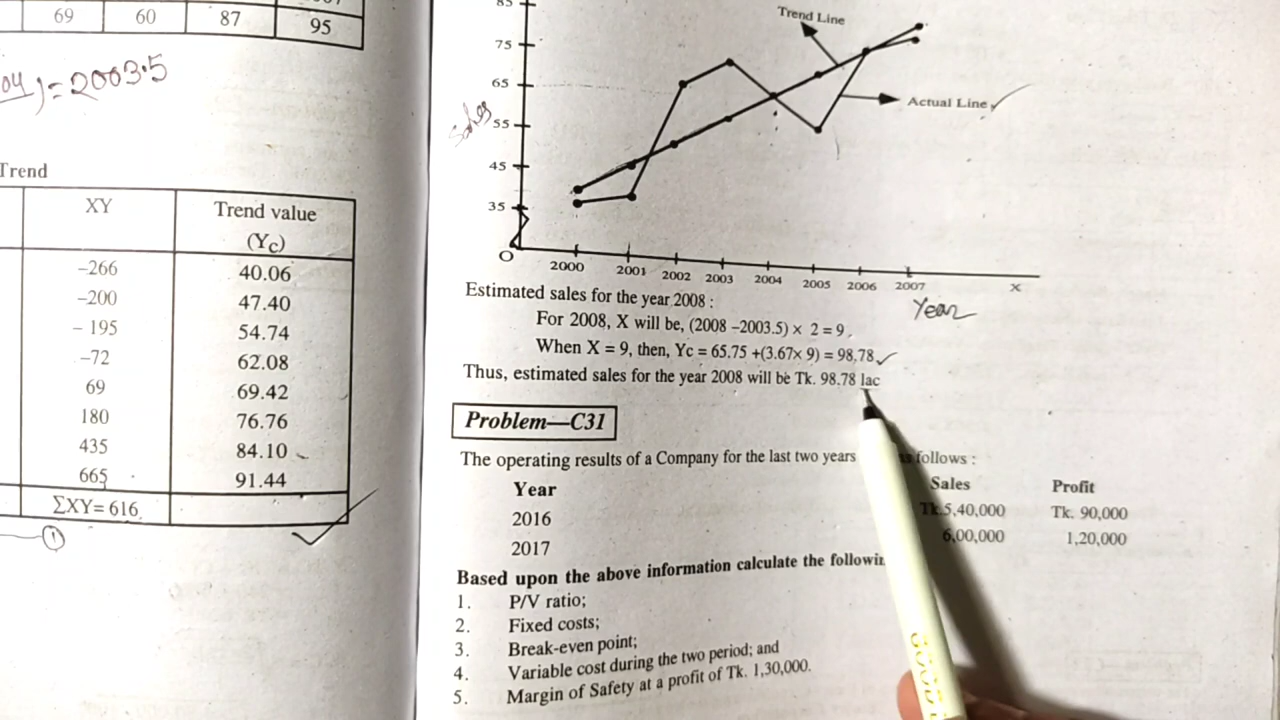 69 60 87 95
= 2003.5
Trend
XY Trend value
(Yc)
-266 40.06
-200 47.40
- 195 54.74
-72 62.08
69 69.42
180 76.76
435 84.10
665 91.44
ΣXY= 616
1
85
75
65
55
45
35
Sales
Trend Line
Actual Line
O
2000 2001 2002 2003 2004 2005 2006 2007 X
Year
Estimated sales for the year 2008 :
For 2008, X will be, (2008 –2003.5) × 2 = 9
When X = 9, then, Yc = 65.75 +(3.67× 9) = 98.78
Thus, estimated sales for the year 2008 will be Tk. 98.78 lac
Problem—C31
The operating results of a Company for the last two years follows :
Year Sales Profit
2016 Tk.5,40,000 Tk. 90,000
2017 6,00,000 1,20,000
Based upon the above information calculate the
1. P/V ratio;
2. Fixed costs;
3. Break-even point;
4. Variable cost during the two period; and
5. Margin of Safety at a profit of Tk. 1,30,000.